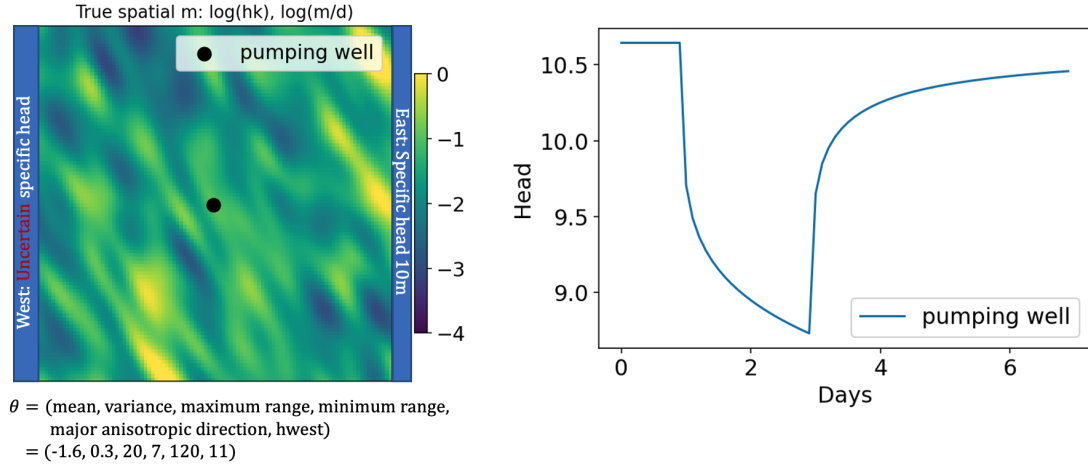 True spatial m: log(hk), log(m/d)
pumping well
West: Uncertain specific head
East: Specific head 10m
0
−1
−2
−3
−4
θ = (mean, variance, maximum range, minimum range,
major anisotropic direction, hwest)
= (-1.6, 0.3, 20, 7, 120, 11)
Head
10.5
10.0
9.5
9.0
pumping well
0 2 4 6
Days